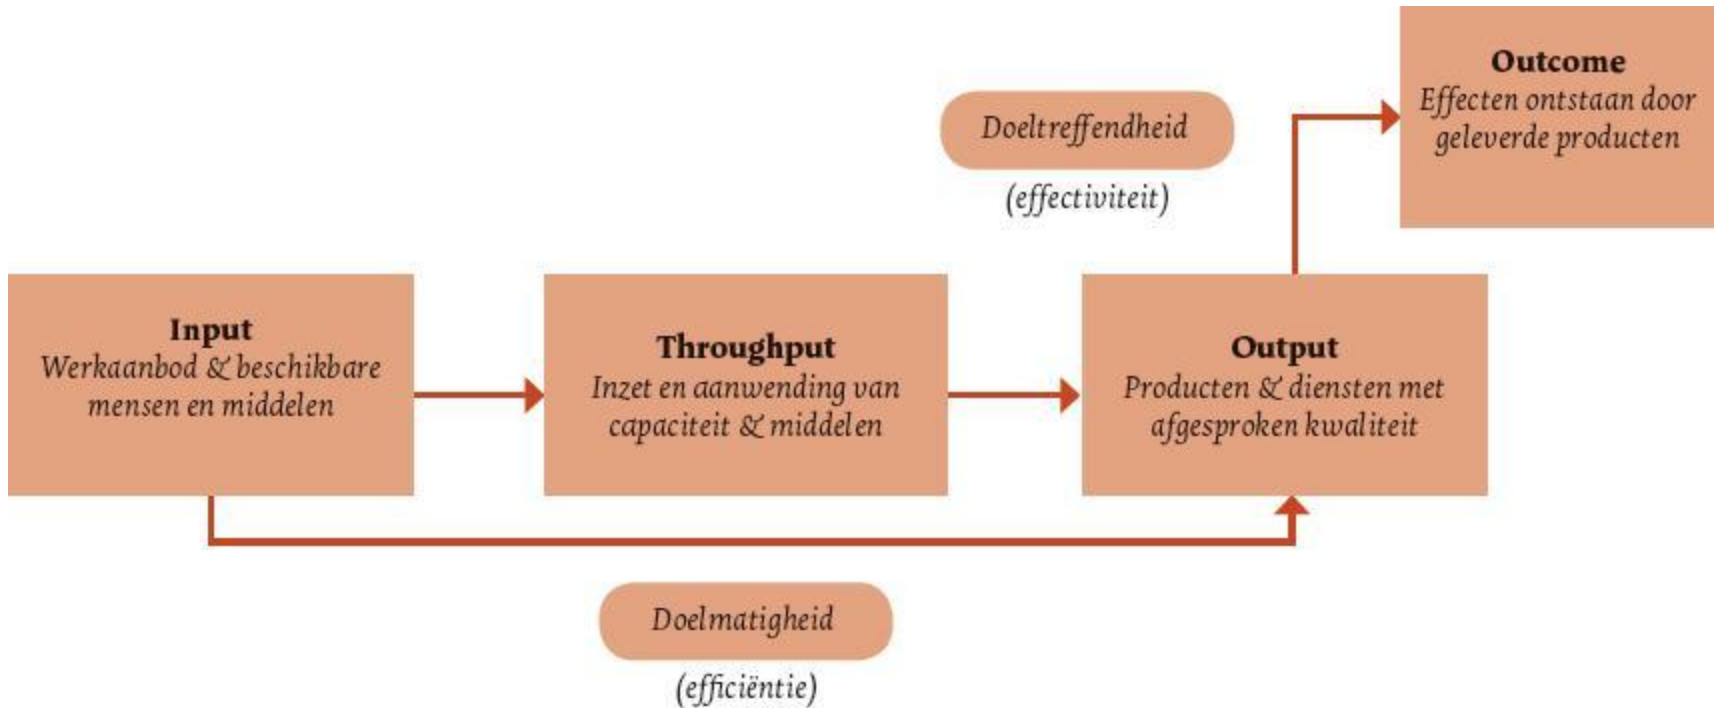 Outcome
Effecten ontstaan door
geleverde producten
Doeltreffendheid
(effectiviteit)
Input
Werkaanbod & beschikbare
mensen en middelen
Throughput
Inzet en aanwending van
capaciteit & middelen
Output
Producten & diensten met
afgesproken kwaliteit
Doelmatigheid
(efficiëntie)